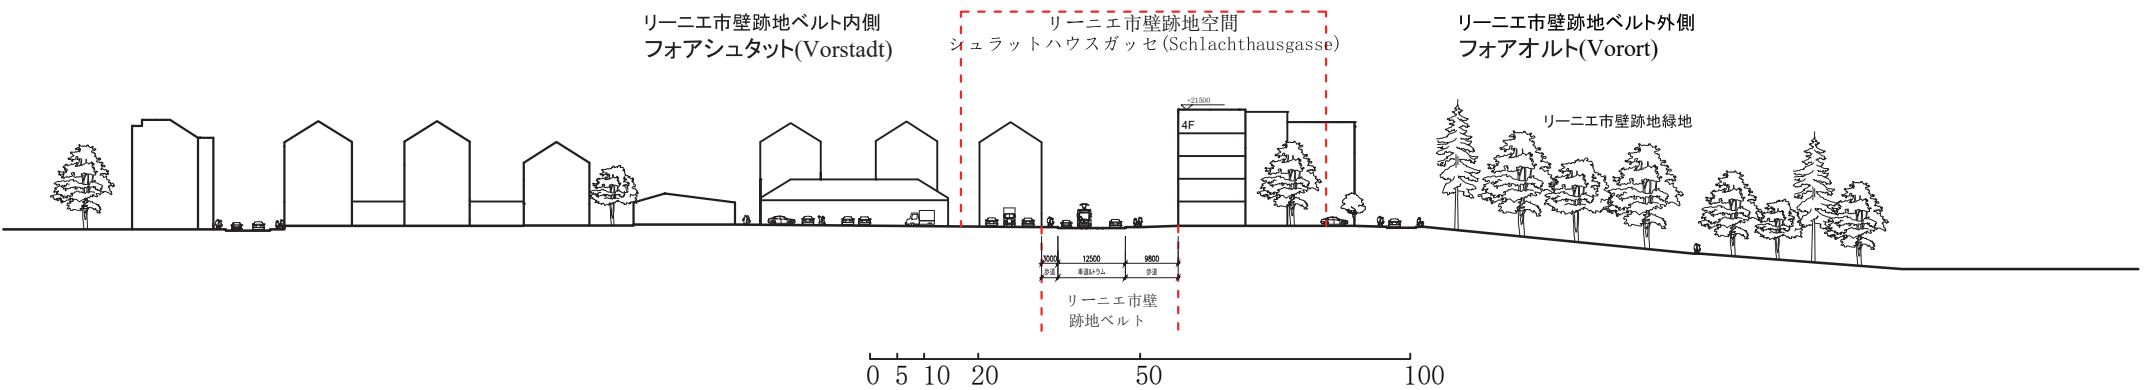 リーニエ市壁跡地ベルト内側
フォアシュタット(Vorstadt)
リーニエ市壁跡地空間
シュラットハウスガッセ(Schlachthausgasse)
リーニエ市壁跡地ベルト外側
フォアオルト(Vorort)
+21500
4F
リーニエ市壁跡地緑地
3000 12500 9800
歩道 車道&トラム 歩道
リーニエ市壁
跡地ベルト
0 5 10 20 50 100